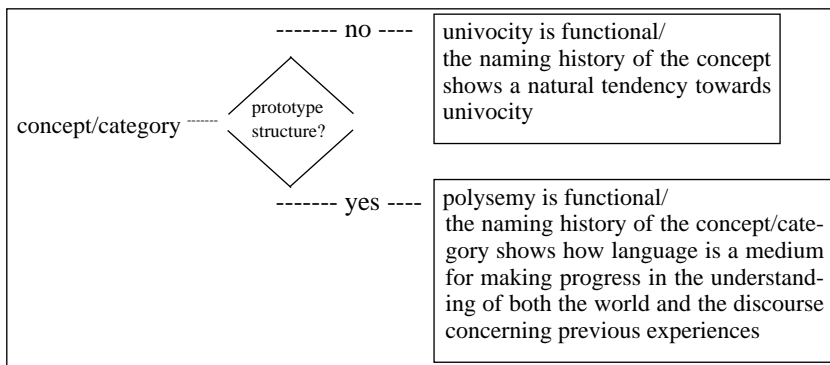 no
univocity is functional/
the naming history of the concept
shows a natural tendency towards
univocity
concept/category
prototype
structure?
yes
polysemy is functional/
the naming history of the concept/cate-
gory shows how language is a medium
for making progress in the understand-
ing of both the world and the discourse
concerning previous experiences